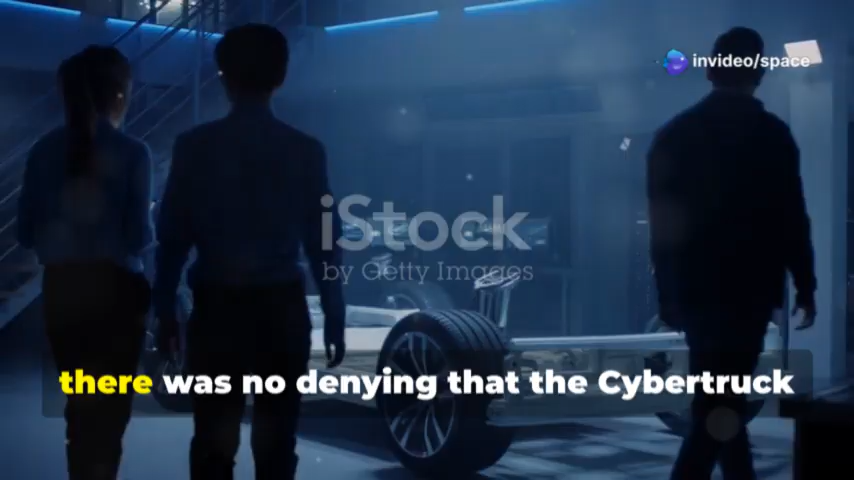 invideo/space
iStock
by Getty Images
there was no denying that the Cybertruck